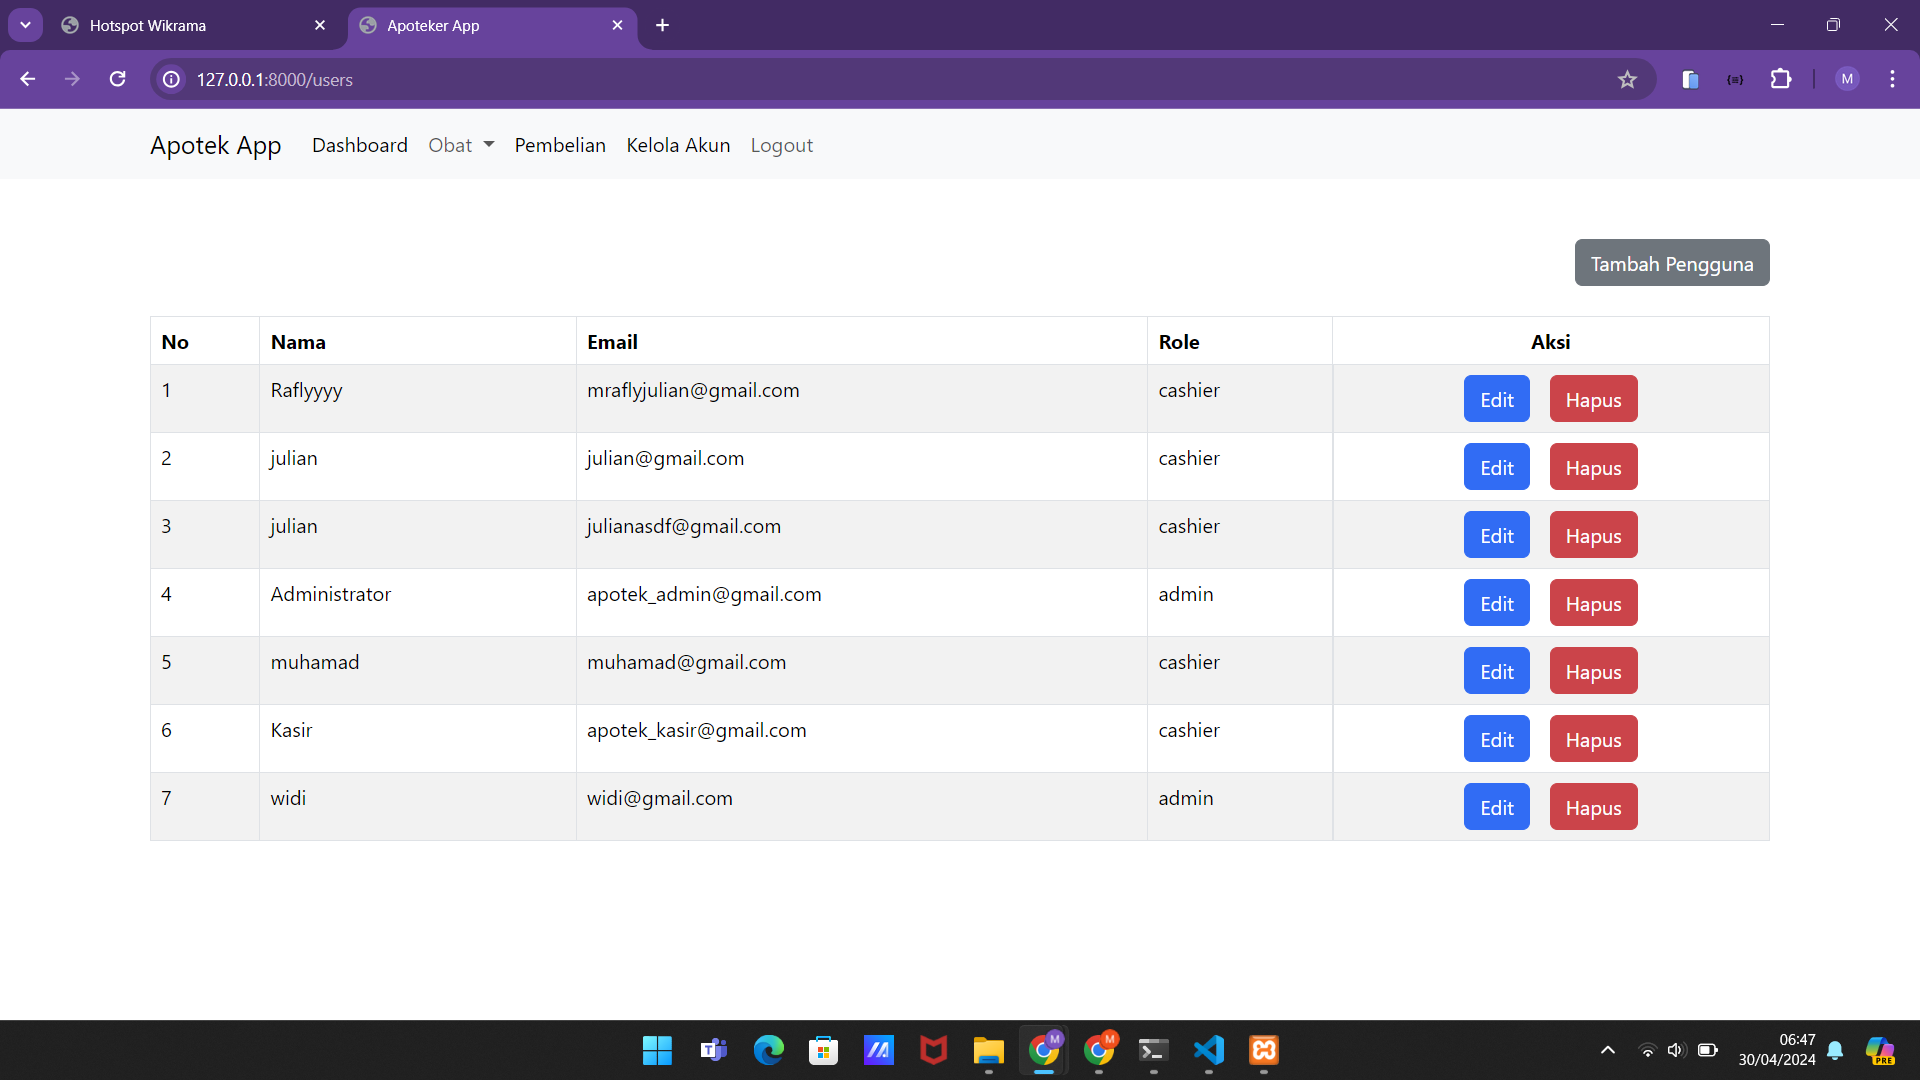 Hotspot Wikrama
Apoteker App
127.0.0.1:8000/users
M
Apotek App Dashboard Obat Pembelian Kelola Akun Logout
Tambah Pengguna
No Nama Email Role Aksi
1 Raflyyyy mraflyjulian@gmail.com cashier Edit Hapus
2 julian julian@gmail.com cashier Edit Hapus
3 julian julianasdf@gmail.com cashier Edit Hapus
4 Administrator apotek_admin@gmail.com admin Edit Hapus
5 muhamad muhamad@gmail.com cashier Edit Hapus
6 Kasir apotek_kasir@gmail.com cashier Edit Hapus
7 widi widi@gmail.com admin Edit Hapus
M
M
06:47
30/04/2024
PRE